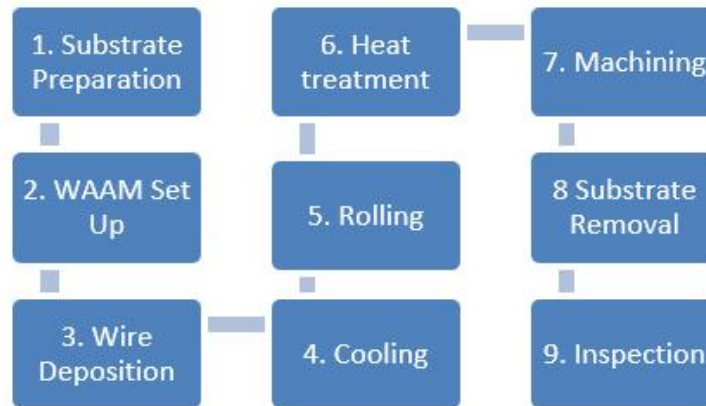 1. Substrate
Preparation
2. WAAM Set
Up
3. Wire
Deposition
4. Cooling
5. Rolling
6. Heat
treatment
7. Machining
8 Substrate
Removal
9. Inspection